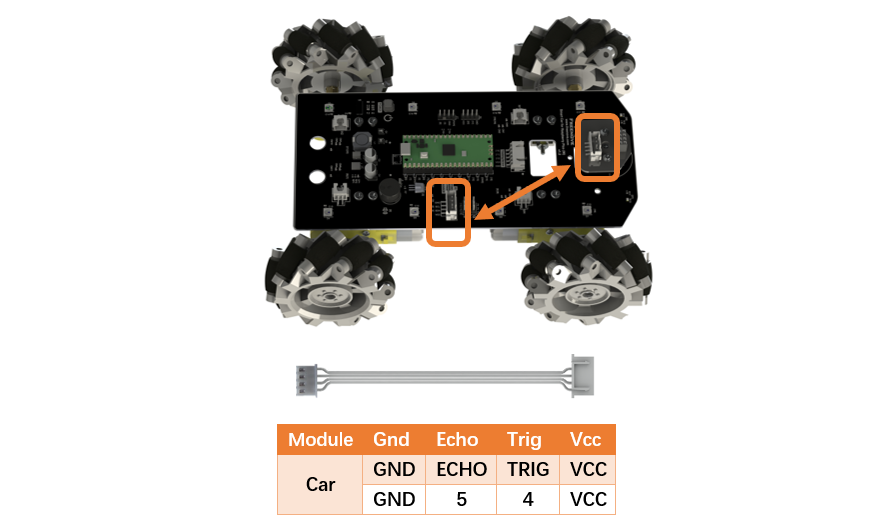 Module Gnd Echo Trig Vcc
Car
GND ECHO TRIG VCC
GND 5 4 VCC